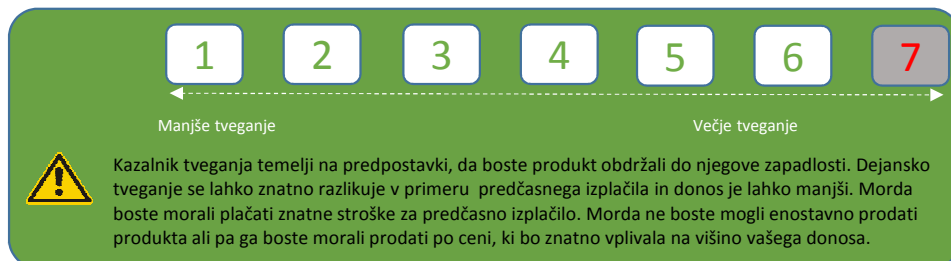 1 2 3 4 5 6 7
Manjše tveganje Večje tveganje
Kazalnik tveganja temelji na predpostavki, da boste produkt obdržali do njegove zapadlosti. Dejansko
tveganje se lahko znatno razlikuje v primeru predčasnega izplačila in donos je lahko manjši. Morda
boste morali plačati znatne stroške za predčasno izplačilo. Morda ne boste mogli enostavno prodati
produkta ali pa ga boste morali prodati po ceni, ki bo znatno vplivala na višino vašega donosa.